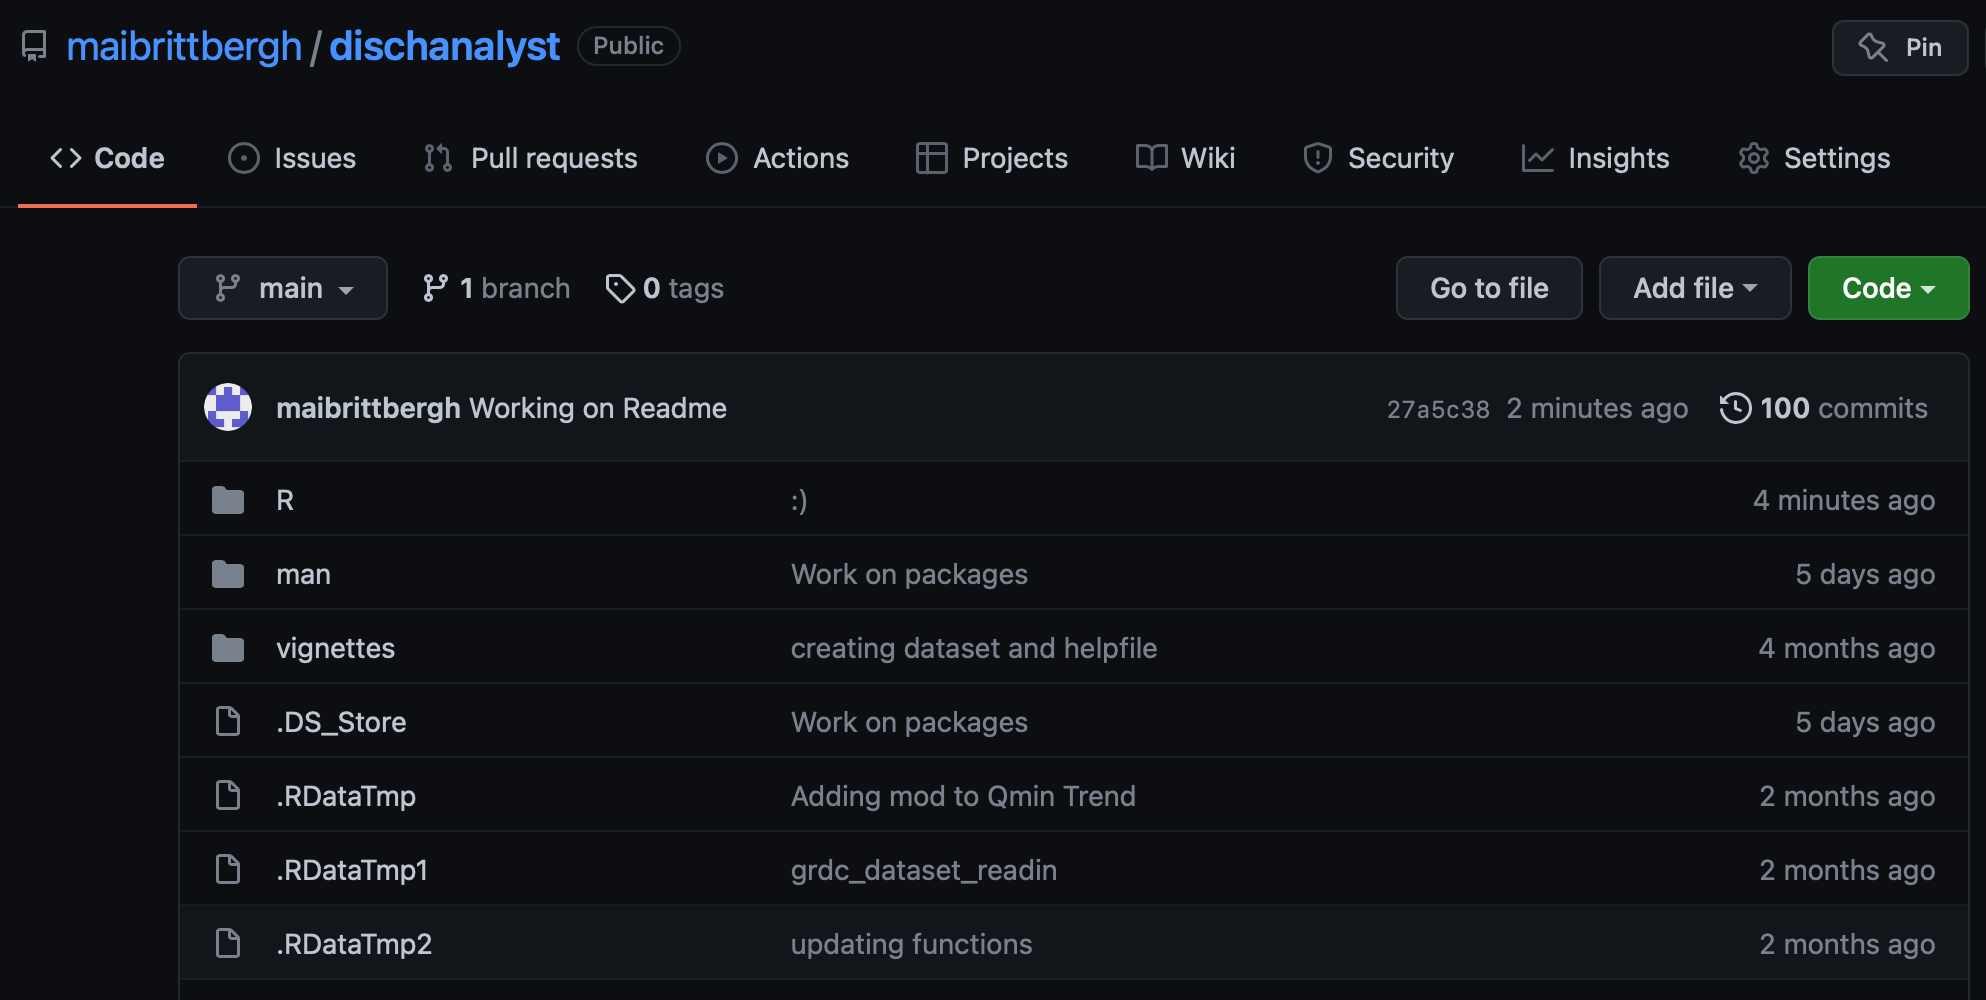 maibrittbergh / dischanalyst Public Pin
Code Issues Pull requests Actions Projects Wiki Security Insights Settings
main 1 branch 0 tags Go to file Add file Code
maibrittbergh Working on Readme 27a5c38 2 minutes ago 100 commits
R :) 4 minutes ago
man Work on packages 5 days ago
vignettes creating dataset and helpfile 4 months ago
.DS_Store Work on packages 5 days ago
.RDataTmp Adding mod to Qmin Trend 2 months ago
.RDataTmp1 grdc_dataset_readin 2 months ago
.RDataTmp2 updating functions 2 months ago